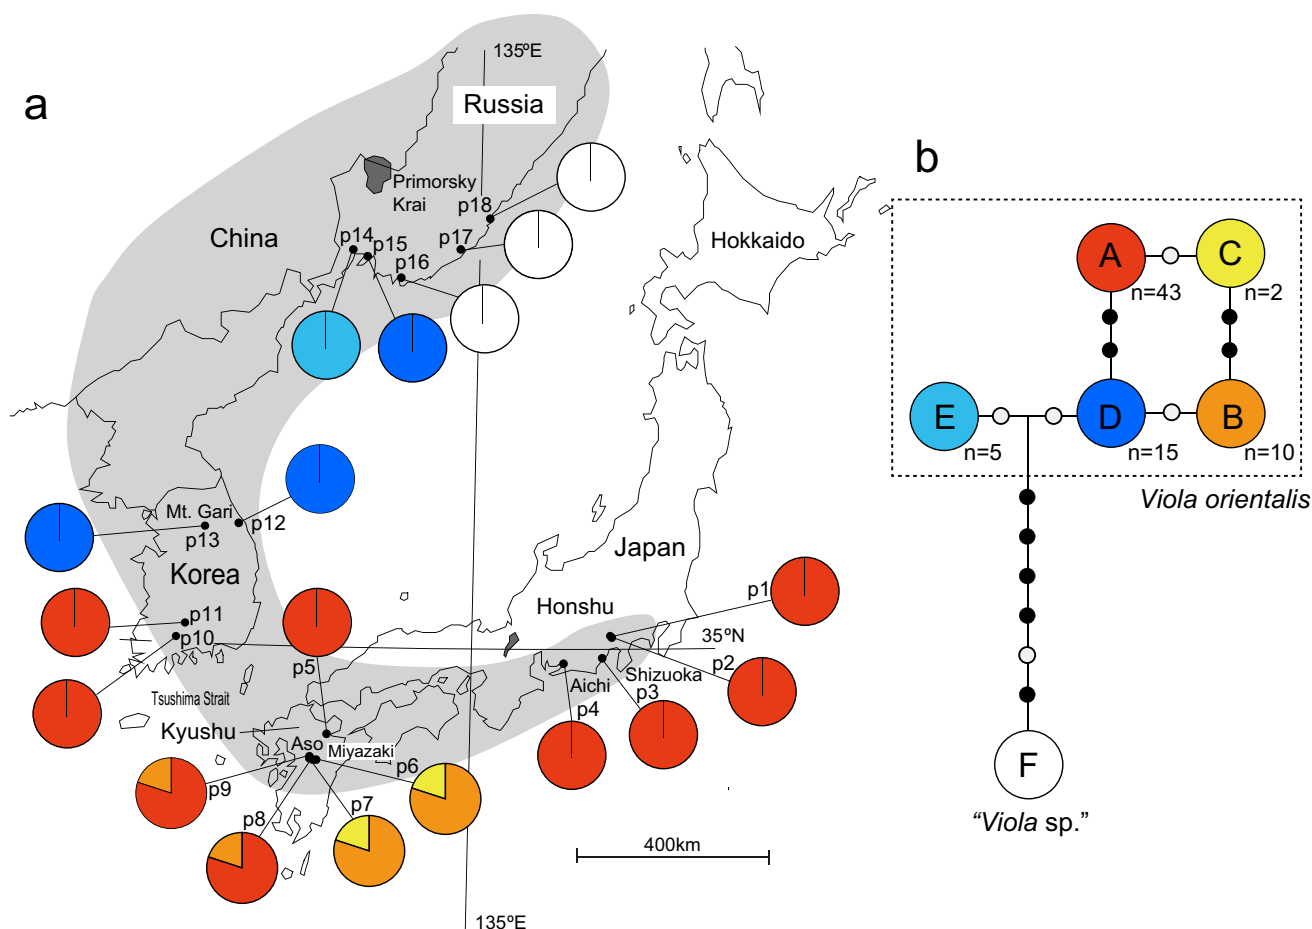 a
135ºE
Russia
Primorsky
Krai
p18
China
p14
p15
p17
p16
Hokkaido
Mt. Gari
p12
p13
Korea
Japan
p11
p10
p5
Honshu
p1
35ºN
p2
Shizuoka
Aichi
p3
p4
Tsushima Strait
Kyushu
Aso
Miyazaki
p6
p9
p7
p8
400km
135ºE
b
A
C
n=43
n=2
E
D
B
n=5
n=15
n=10
Viola orientalis
F
“Viola sp.”